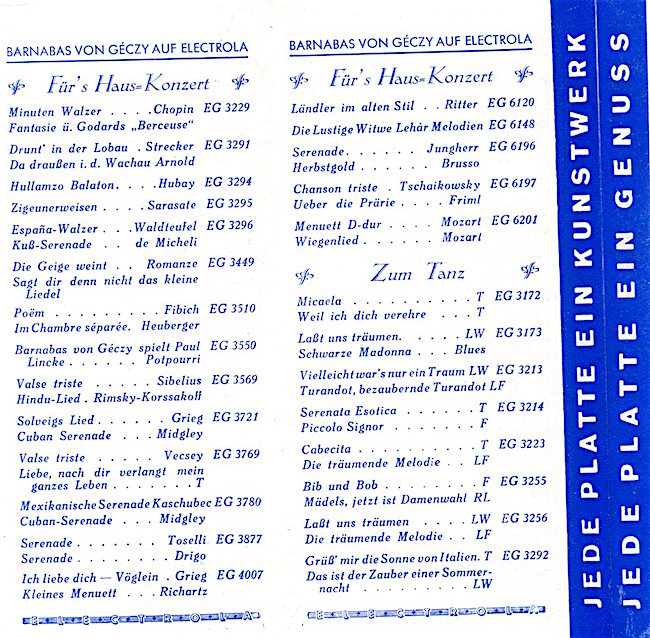 BARNABAS VON GÉCZY AUF ELECTROLA
Für's Haus=Konzert
Minuten Walzer . . . . Chopin EG 3229
Fantasie ü. Godards „Berceuse"
Drunt' in der Lobau . Strecker EG 3291
Da draußen i. d. Wachau Arnold
Hullamzo Balaton. . . . Hubay EG 3294
Zigeunerweisen . . . . Sarasate EG 3295
España-Walzer . . . Waldteufel EG 3296
Kuß-Serenade . . de Micheli
Die Geige weint . . Romanze EG 3449
Sagt dir denn nicht das kleine
Liedel
Poëm . . . . . . . . . Fibich EG 3510
Im Chambre séparée. Heuberger
Barnabas von Géczy spielt Paul EG 3550
Lincke . . . . . . Potpourri
Valse triste . . . . . Sibelius EG 3569
Hindu-Lied . Rimsky-Korssakoff
Solveigs Lied . . . . . . Grieg EG 3721
Cuban Serenade . . . Midgley
Valse triste . . . . . . Vecsey EG 3769
Liebe, nach dir verlangt mein
ganzes Leben . . . . . . . T
Mexikanische Serenade Kaschubec EG 3780
Cuban-Serenade . . . Midgley
Serenade . . . . . . . Toselli EG 3877
Serenade . . . . . . . . Drigo
Ich liebe dich — Vöglein . Grieg EG 4007
Kleines Menuett . . . Richartz
ELECTROLA
BARNABAS VON GÉCZY AUF ELECTROLA
Für's Haus=Konzert
Ländler im alten Stil . . Ritter EG 6120
Die Lustige Witwe Lehàr Melodien EG 6148
Serenade . . . . . . Jungherr EG 6196
Herbstgold . . . . . . Brusso
Chanson triste . Tschaikowsky EG 6197
Ueber die Prärie . . . . Friml
Menuett D-dur . . . . Mozart EG 6201
Wiegenlied . . . . . . Mozart
Zum Tanz
Micaela . . . . . . . . . . T EG 3172
Weil ich dich verehre . . . T
Laßt uns träumen. . . . . . LW EG 3173
Schwarze Madonna . . . Blues
Vielleicht war's nur ein Traum LW EG 3213
Turandot, bezaubernde Turandot LF
Serenata Esotica . . . . . . T EG 3214
Piccolo Signor . . . . . . . F
Cabecita . . . . . . . . . . T EG 3223
Die träumende Melodie . . LF
Bib und Bob . . . . . . . . F EG 3255
Mädels, jetzt ist Damenwahl RL
Laßt uns träumen . . . . LW EG 3256
Die träumende Melodie . . LF
Grüß' mir die Sonne von Italien. T EG 3292
Das ist der Zauber einer Sommer-
nacht . . . . . . . . . LW
ELECTROLA
JEDE PLATTE EIN KUNSTWERK
JEDE PLATTE EIN GENUSS